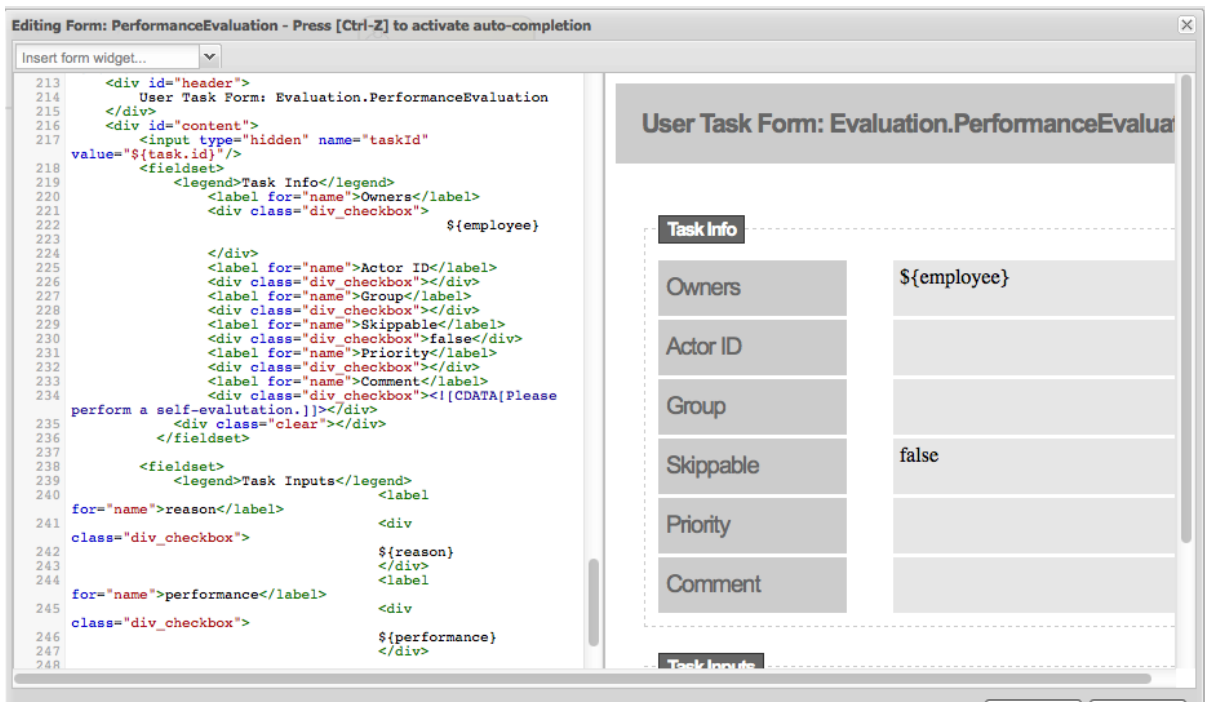 Editing Form: PerformanceEvaluation - Press [Ctrl-Z] to activate auto-completion
Insert form widget...
213 <div id="header">
214 User Task Form: Evaluation.PerformanceEvaluation
215 </div>
216 <div id="content">
217 <input type="hidden" name="taskId"
value="${task.id}"/>
218 <fieldset>
219 <legend>Task Info</legend>
220 <label for="name">Owners</label>
221 <div class="div_checkbox">
222 ${employee}
223
224 </div>
225 <label for="name">Actor ID</label>
226 <div class="div_checkbox"></div>
227 <label for="name">Group</label>
228 <div class="div_checkbox"></div>
229 <label for="name">Skippable</label>
230 <div class="div_checkbox">false</div>
231 <label for="name">Priority</label>
232 <div class="div_checkbox"></div>
233 <label for="name">Comment</label>
234 <div class="div_checkbox"><![CDATA[Please
perform a self-evalutation.]]></div>
235 <div class="clear"></div>
236 </fieldset>
237
238 <fieldset>
239 <legend>Task Inputs</legend>
240 <label
for="name">reason</label>
241 <div
class="div_checkbox">
242 ${reason}
243 </div>
244 <label
for="name">performance</label>
245 <div
class="div_checkbox">
246 ${performance}
247 </div>
248
User Task Form: Evaluation.PerformanceEvaluat
Task Info
Owners ${employee}
Actor ID
Group
Skippable false
Priority
Comment
Task Inputs